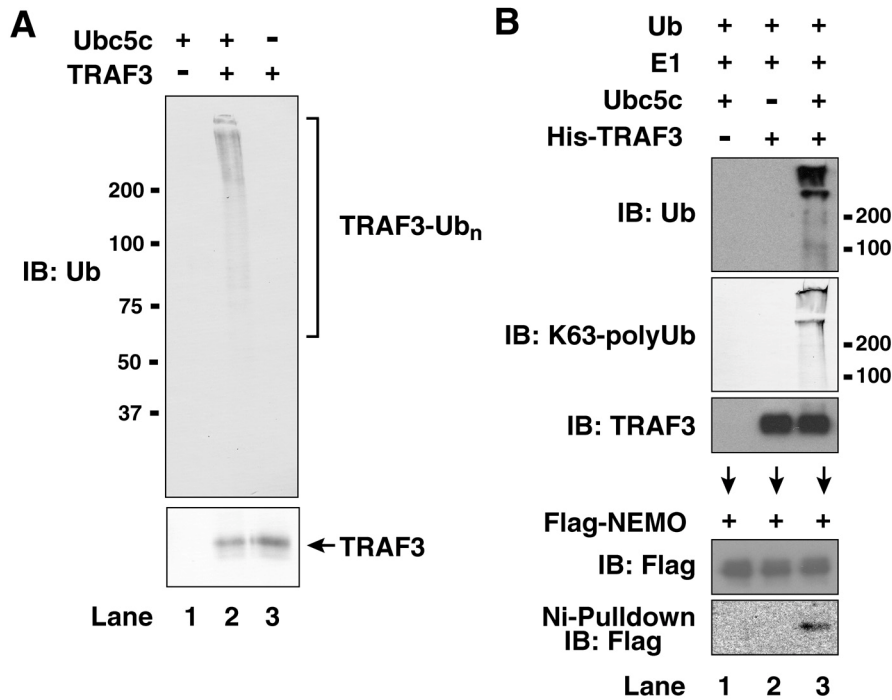 A
Ubc5c + + -
TRAF3 - + +
200
100
IB: Ub
75
50
37
TRAF3-Ubn
TRAF3
Lane 1 2 3
B
Ub + + +
E1 + + +
Ubc5c + - +
His-TRAF3 - + +
IB: Ub
200
100
IB: K63-polyUb
200
100
IB: TRAF3
Flag-NEMO + + +
IB: Flag
Ni-Pulldown
IB: Flag
Lane 1 2 3